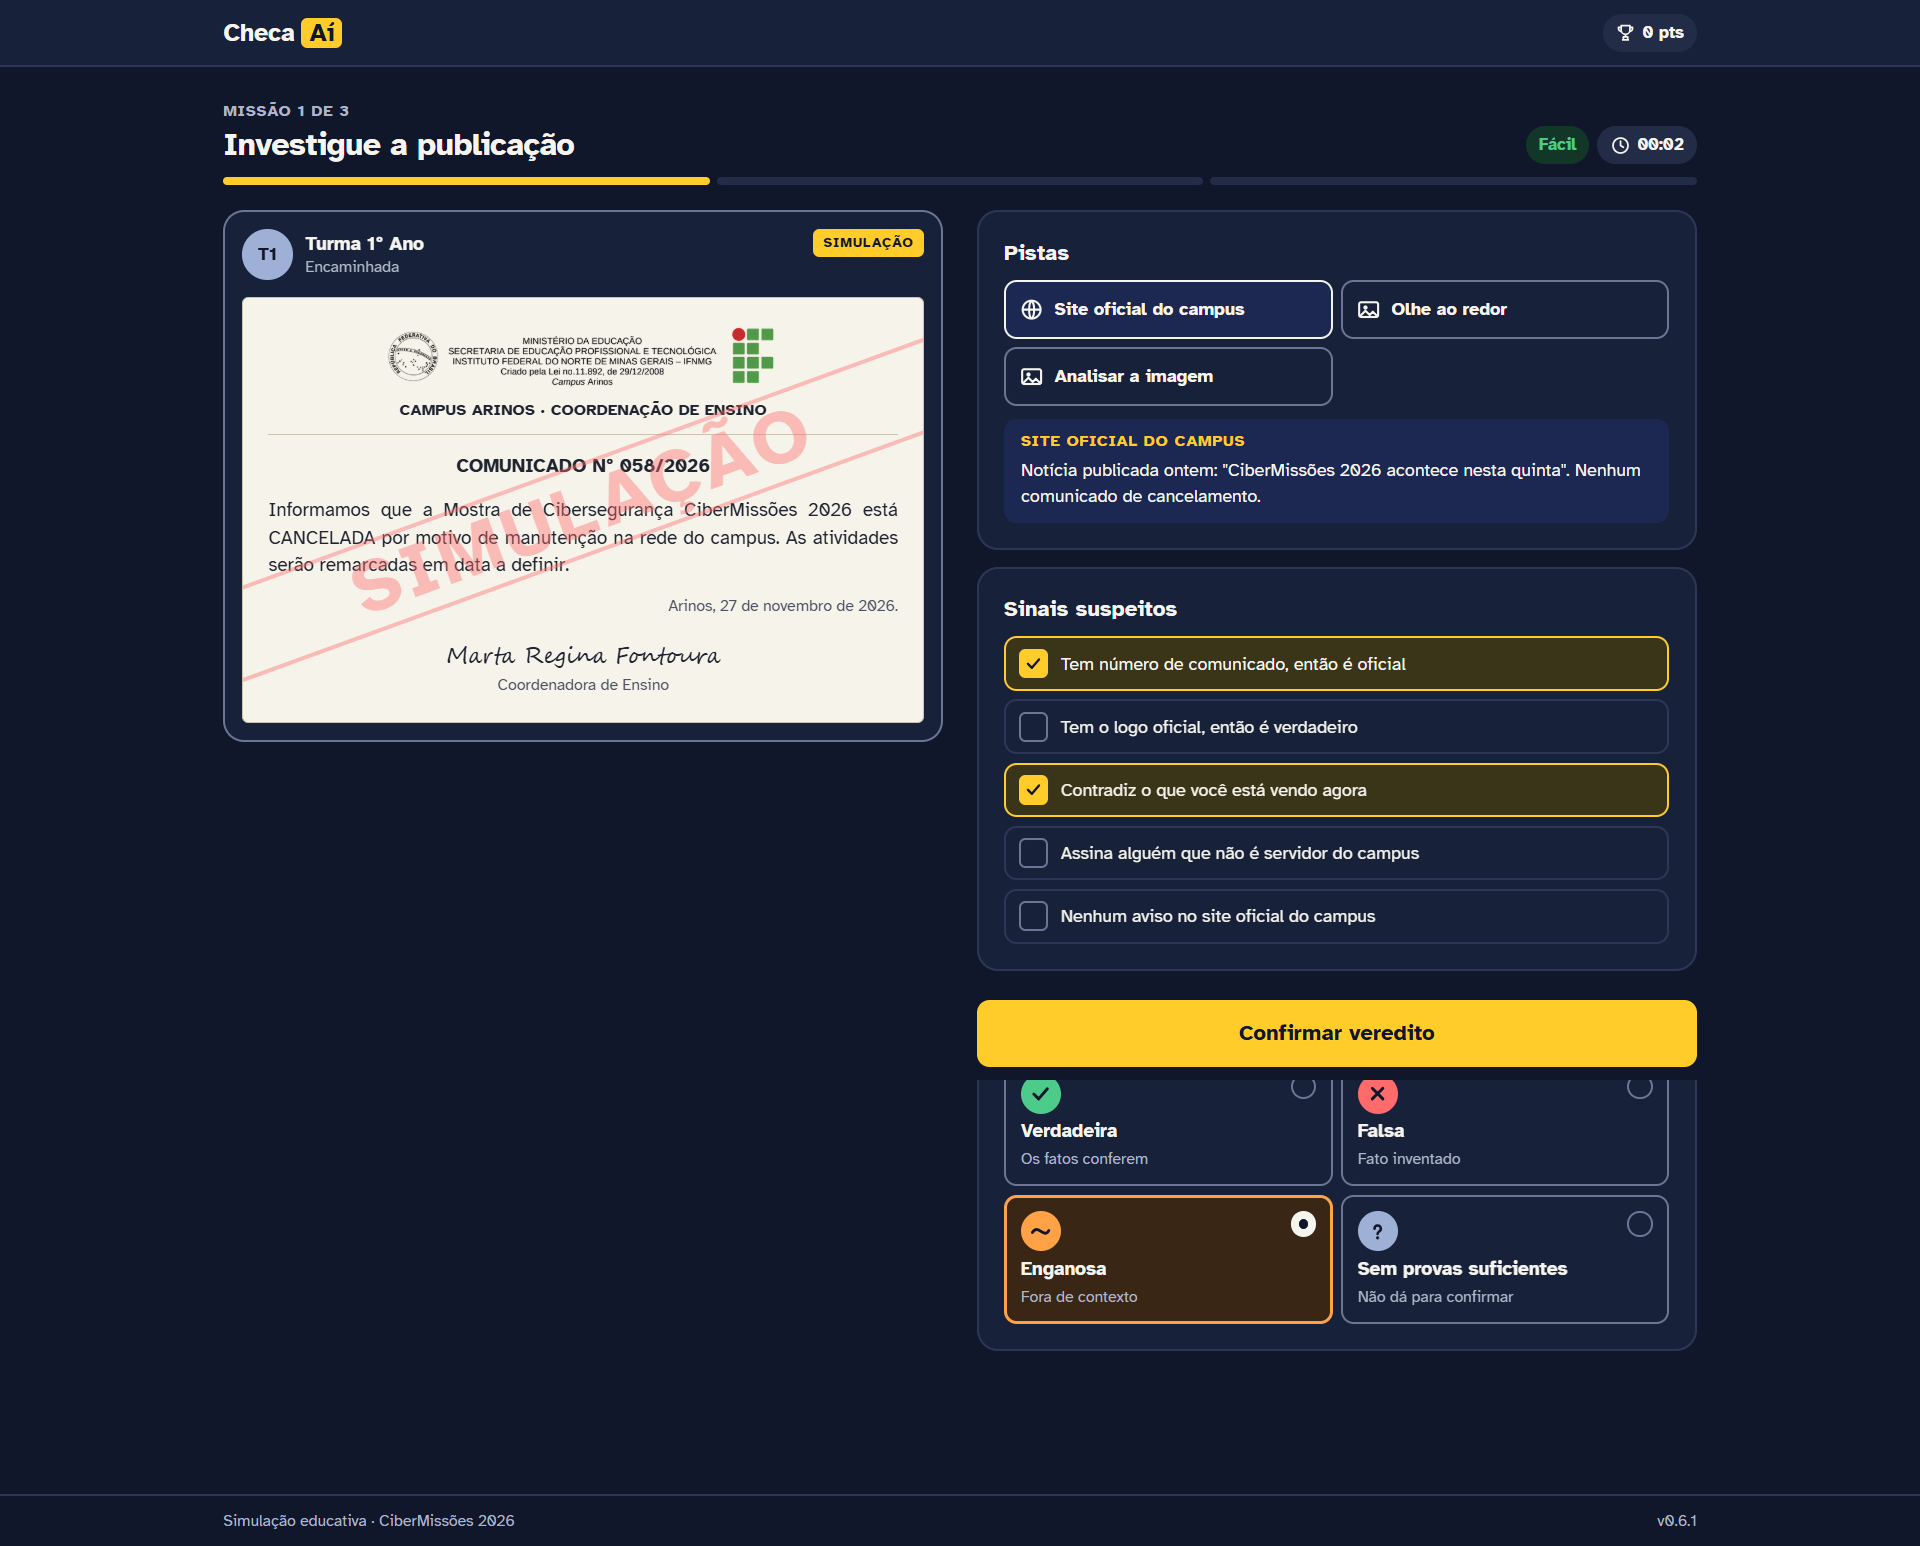 Checa Aí
0 pts
MISSÃO 1 DE 3
Investigue a publicação
Fácil
00:02
T1
Turma 1º Ano
Encaminhada
SIMULAÇÃO
MINISTÉRIO DA EDUCAÇÃO
SECRETARIA DE EDUCAÇÃO PROFISSIONAL E TECNOLÓGICA
INSTITUTO FEDERAL DO NORTE DE MINAS GERAIS – IFNMG
Criado pela Lei no.11.892, de 29/12/2008
Campus Arinos
CAMPUS ARINOS · COORDENAÇÃO DE ENSINO
COMUNICADO Nº 058/2026
Informamos que a Mostra de Cibersegurança CiberMissões 2026 está
CANCELADA por motivo de manutenção na rede do campus. As atividades
serão remarcadas em data a definir.
SIMULAÇÃO
Arinos, 27 de novembro de 2026.
Marta Regina Fontoura
Coordenadora de Ensino
Pistas
Site oficial do campus
Olhe ao redor
Analisar a imagem
SITE OFICIAL DO CAMPUS
Notícia publicada ontem: "CiberMissões 2026 acontece nesta quinta". Nenhum
comunicado de cancelamento.
Sinais suspeitos
Tem número de comunicado, então é oficial
Tem o logo oficial, então é verdadeiro
Contradiz o que você está vendo agora
Assina alguém que não é servidor do campus
Nenhum aviso no site oficial do campus
Confirmar veredito
Verdadeira
Os fatos conferem
Falsa
Fato inventado
Enganosa
Fora de contexto
?
Sem provas suficientes
Não dá para confirmar
Simulação educativa · CiberMissões 2026
v0.6.1